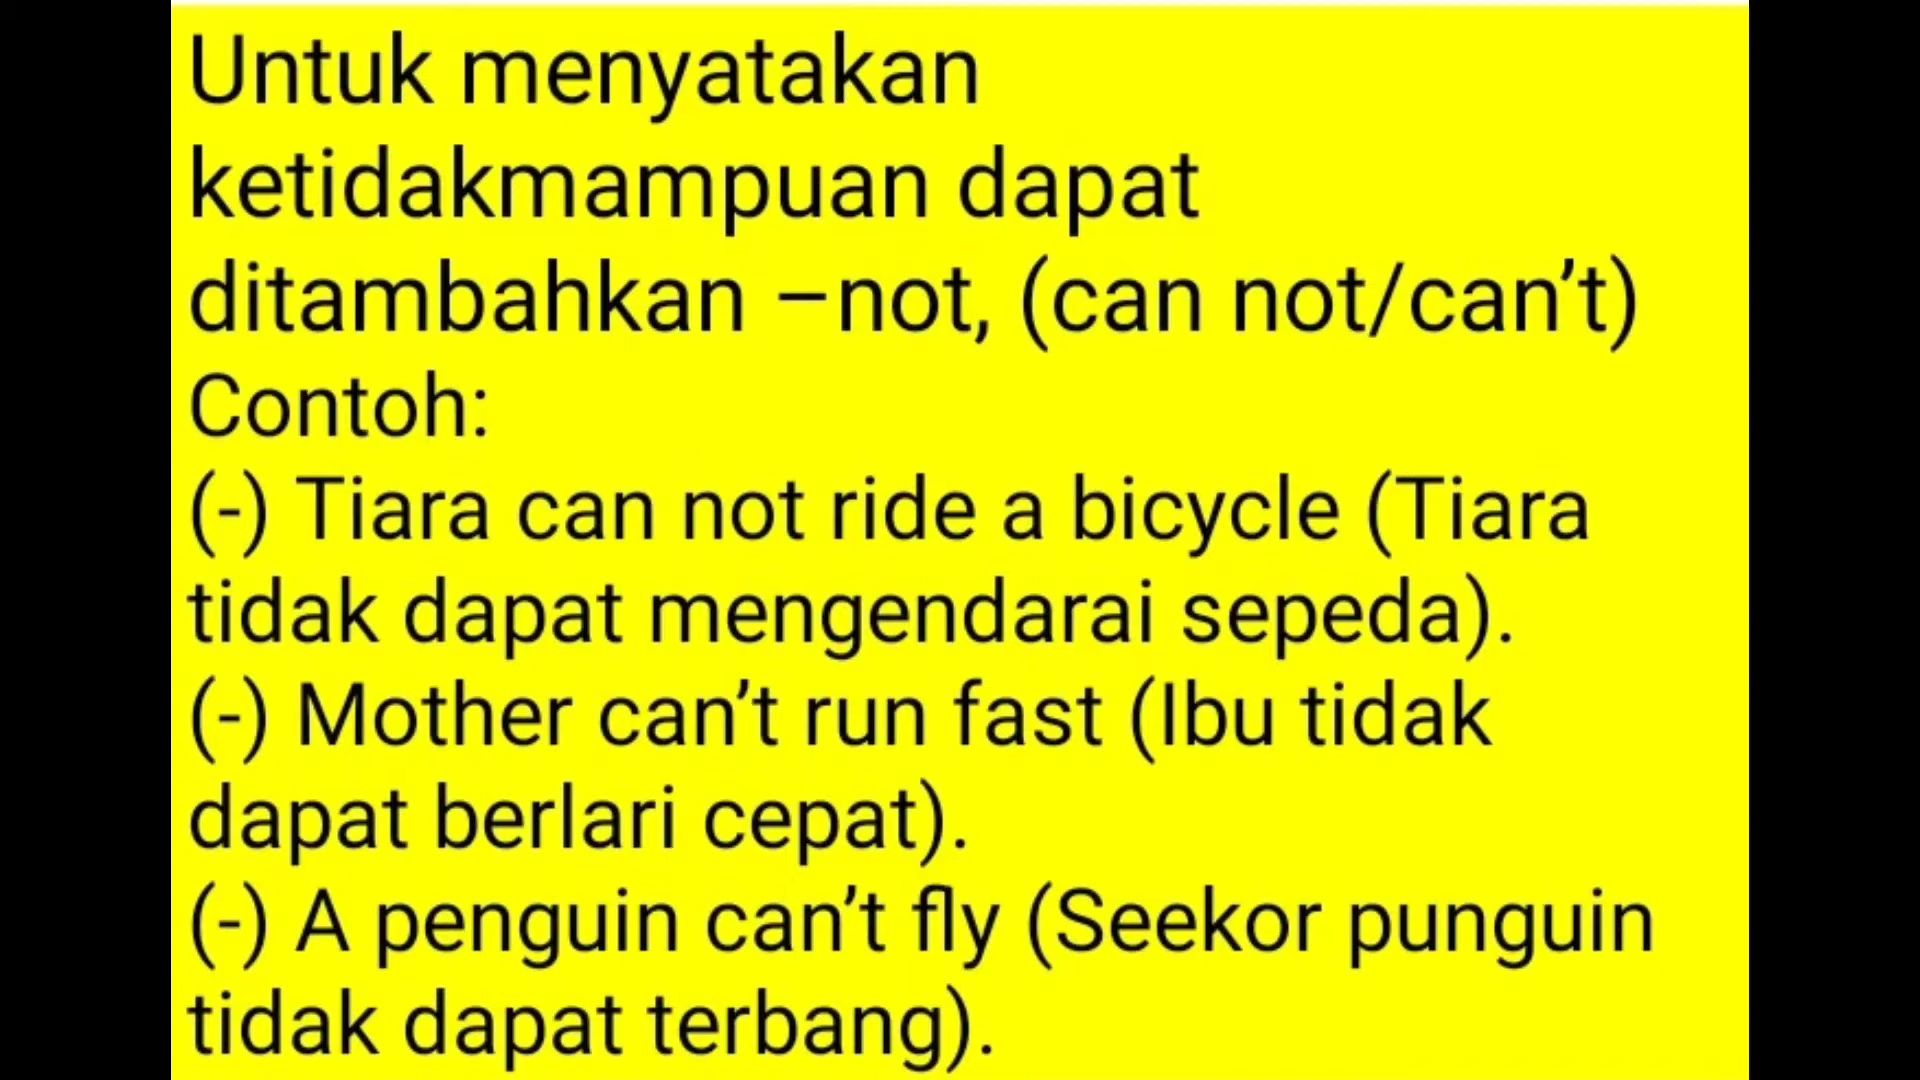 Untuk menyatakan
ketidakmampuan dapat
ditambahkan –not, (can not/can’t)
Contoh:
(-) Tiara can not ride a bicycle (Tiara
tidak dapat mengendarai sepeda).
(-) Mother can’t run fast (Ibu tidak
dapat berlari cepat).
(-) A penguin can’t fly (Seekor punguin
tidak dapat terbang).